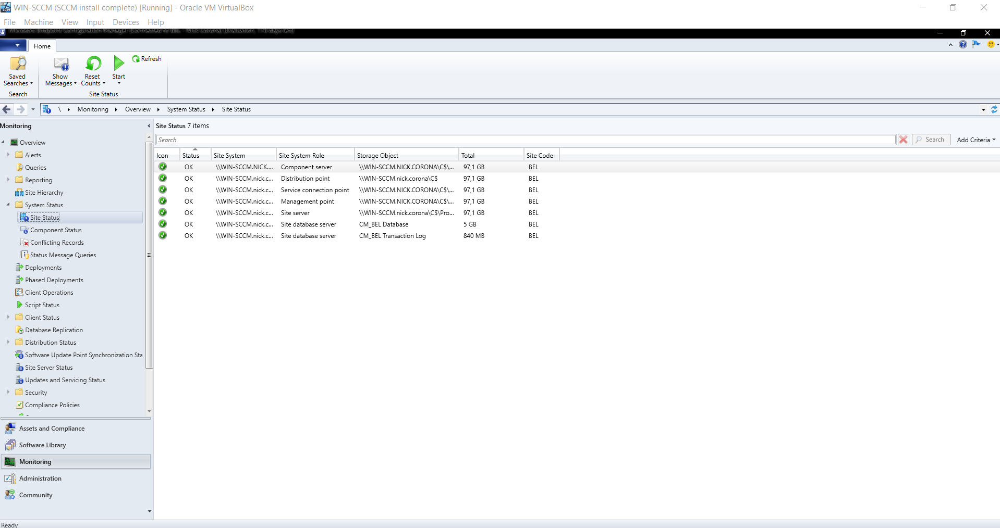 WIN-SCCM (SCCM install complete) [Running] - Oracle VM VirtualBox
File Machine View Input Devices Help
Microsoft Endpoint Configuration Manager (Connected to BEL - Nick Corona) (Evaluation, 178 days left)
Home
Saved Searches
Show Messages
Reset Counts
Start
Refresh
Search
Site Status
\ Monitoring Overview System Status Site Status
Monitoring
Overview
Alerts
Queries
Reporting
Site Hierarchy
System Status
Site Status
Component Status
Conflicting Records
Status Message Queries
Deployments
Phased Deployments
Client Operations
Script Status
Client Status
Database Replication
Distribution Status
Software Update Point Synchronization Sta
Site Server Status
Updates and Servicing Status
Security
Compliance Policies
Assets and Compliance
Software Library
Monitoring
Administration
Community
Site Status 7 items
Search
Search
Add Criteria
Icon Status Site System Site System Role Storage Object Total Site Code
OK \\WIN-SCCM.NICK.... Component server \\WIN-SCCM.NICK.CORONA\C$\... 97,1 GB BEL
OK \\WIN-SCCM.nick.c... Distribution point \\WIN-SCCM.nick.corona\C$ 97,1 GB BEL
OK \\WIN-SCCM.nick.c... Service connection point \\WIN-SCCM.NICK.CORONA\C$\... 97,1 GB BEL
OK \\WIN-SCCM.nick.c... Management point \\WIN-SCCM.NICK.CORONA\C$\... 97,1 GB BEL
OK \\WIN-SCCM.nick.c... Site server \\WIN-SCCM.nick.corona\C$\Pro... 97,1 GB BEL
OK \\WIN-SCCM.nick.c... Site database server CM_BEL Database 5 GB BEL
OK \\WIN-SCCM.nick.c... Site database server CM_BEL Transaction Log 840 MB BEL
Ready